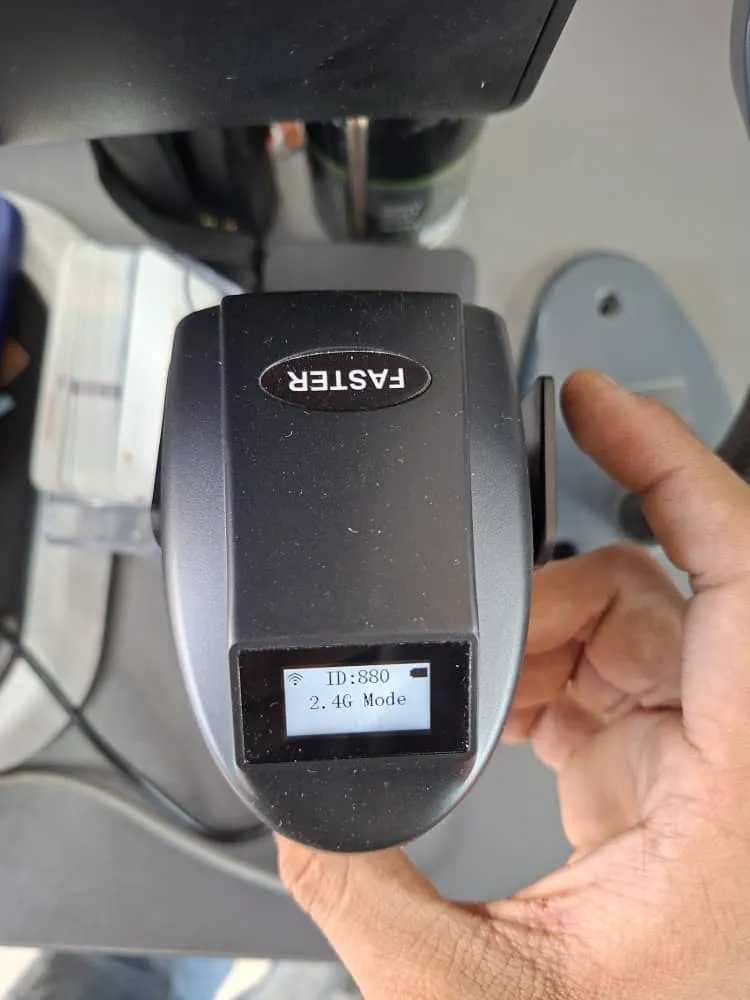 FASTER
ID:880
2.4G Mode